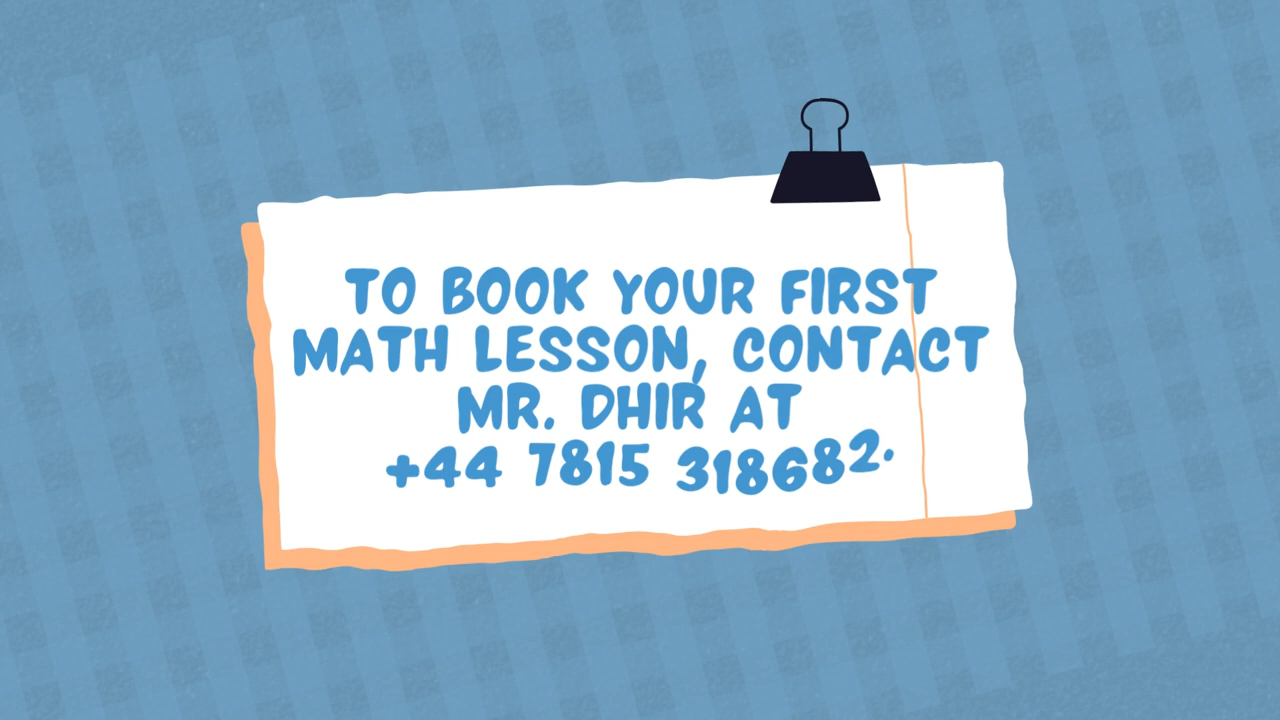 TO BOOK YOUR FIRST
MATH LESSON, CONTACT
MR. DHIR AT
+44 7815 318682.